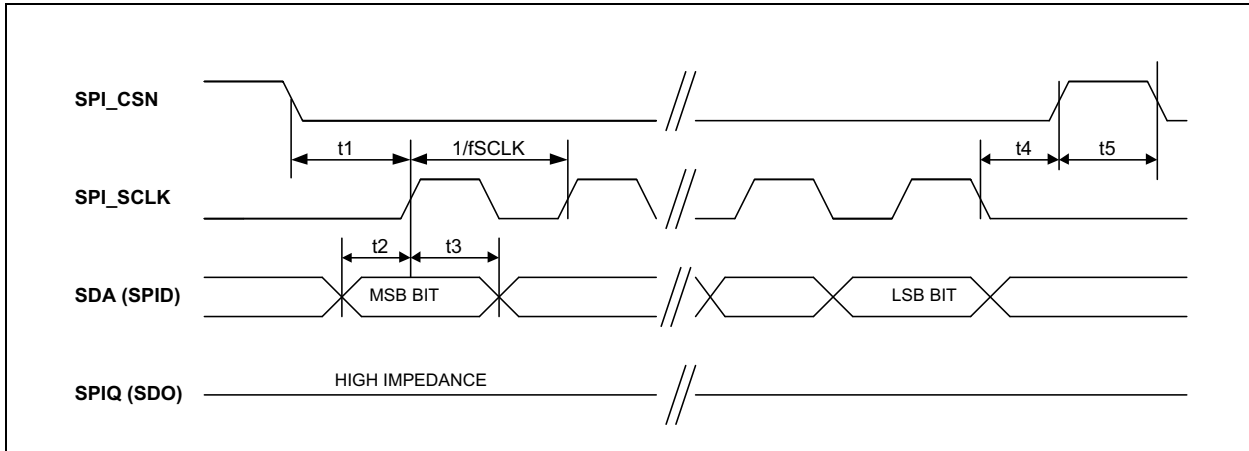 SPI_CSN
t1
1/fSCLK
t4
t5
SPI_SCLK
t2
t3
SDA (SPID)
MSB BIT
LSB BIT
SPIQ (SDO)
HIGH IMPEDANCE